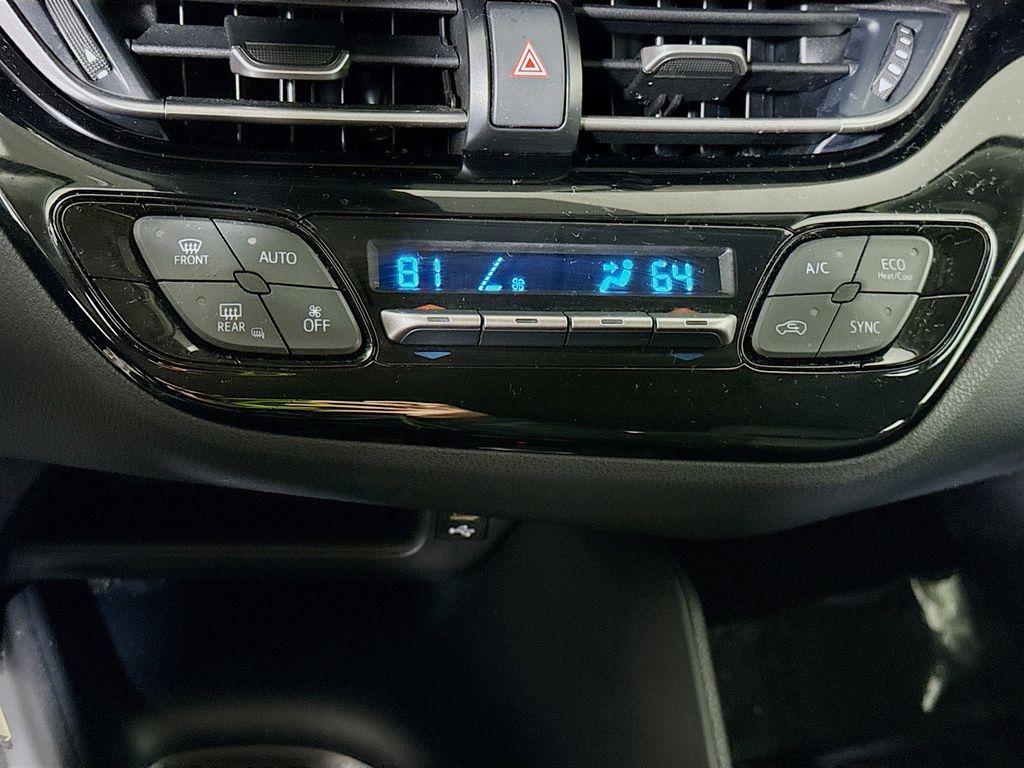 FRONT
AUTO
REAR
OFF
81
64
A/C
ECO
Heat/Cool
SYNC